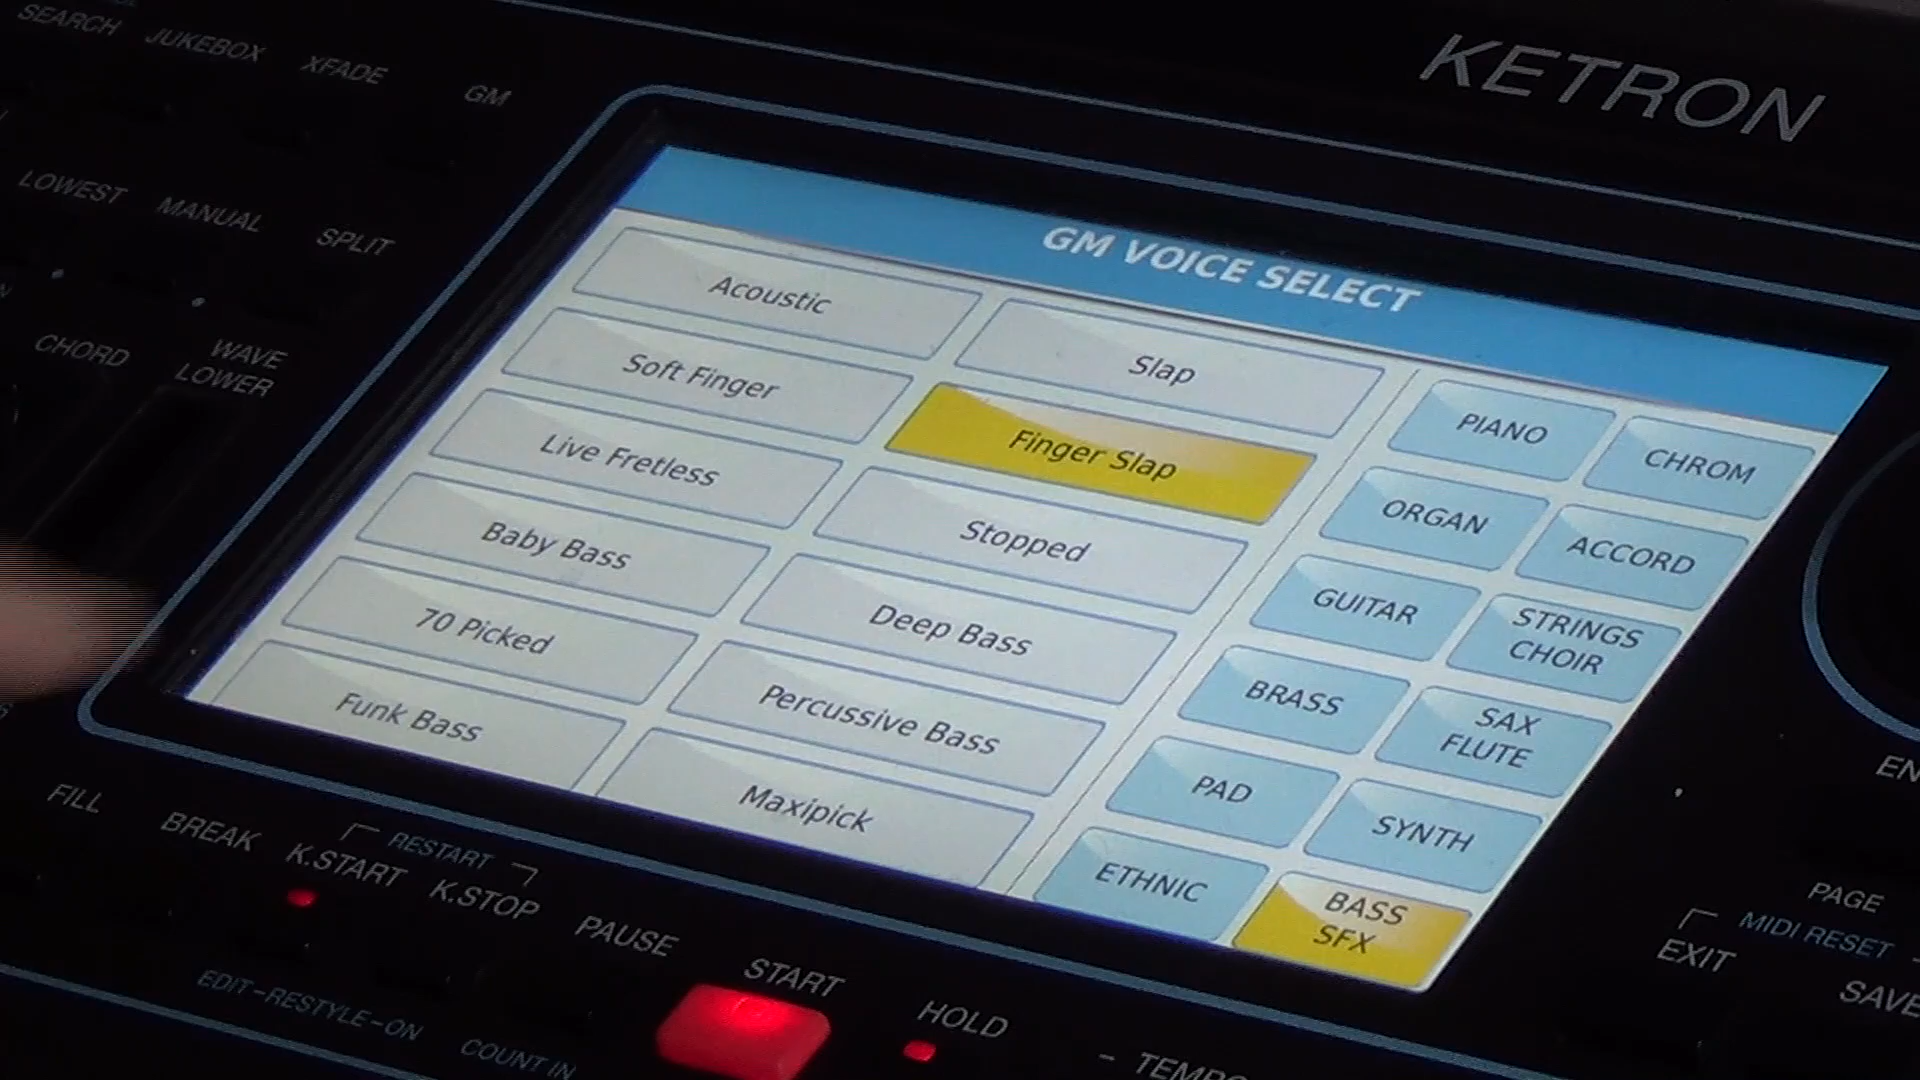 SEARCH JUKEBOX XFADE GM
KETRON
LOWEST MANUAL SPLIT
CHORD WAVE
LOWER
GM VOICE SELECT
Acoustic
Slap
Soft Finger
Finger Slap
Live Fretless
Stopped
Baby Bass
Deep Bass
70 Picked
Percussive Bass
Funk Bass
Maxipick
PIANO
CHROM
ORGAN
ACCORD
GUITAR
STRINGS
CHOIR
BRASS
SAX
FLUTE
PAD
SYNTH
ETHNIC
BASS
SFX
FILL BREAK K.START K.STOP PAUSE START HOLD
RESTART
EDIT-RESTYLE-ON COUNT IN
- TEMPO
EN
PAGE
MIDI RESET
EXIT SAVE